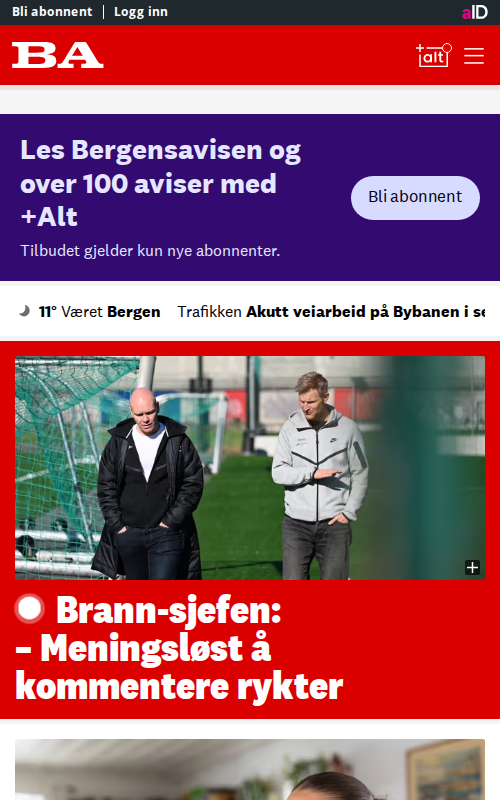 Bli abonnent | Logg inn
aID
BA
+alt
Les Bergensavisen og
over 100 aviser med
+Alt
Bli abonnent
Tilbudet gjelder kun nye abonnenter.
11° Været Bergen Trafikken Akutt veiarbeid på Bybanen i se
Brann-sjefen:
– Meningsløst å
kommentere rykter